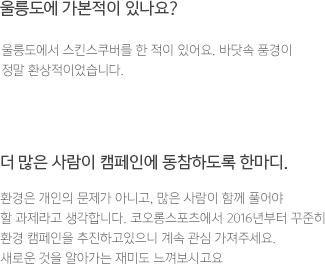 울릉도에 가본적이 있나요?
울릉도에서 스킨스쿠버를 한 적이 있어요. 바닷속 풍경이
정말 환상적이었습니다.
더 많은 사람이 캠페인에 동참하도록 한마디.
환경은 개인의 문제가 아니고, 많은 사람이 함께 풀어야
할 과제라고 생각합니다. 코오롱스포츠에서 2016년부터 꾸준히
환경 캠페인을 추진하고있으니 계속 관심 가져주세요.
새로운 것을 알아가는 재미도 느껴보시고요